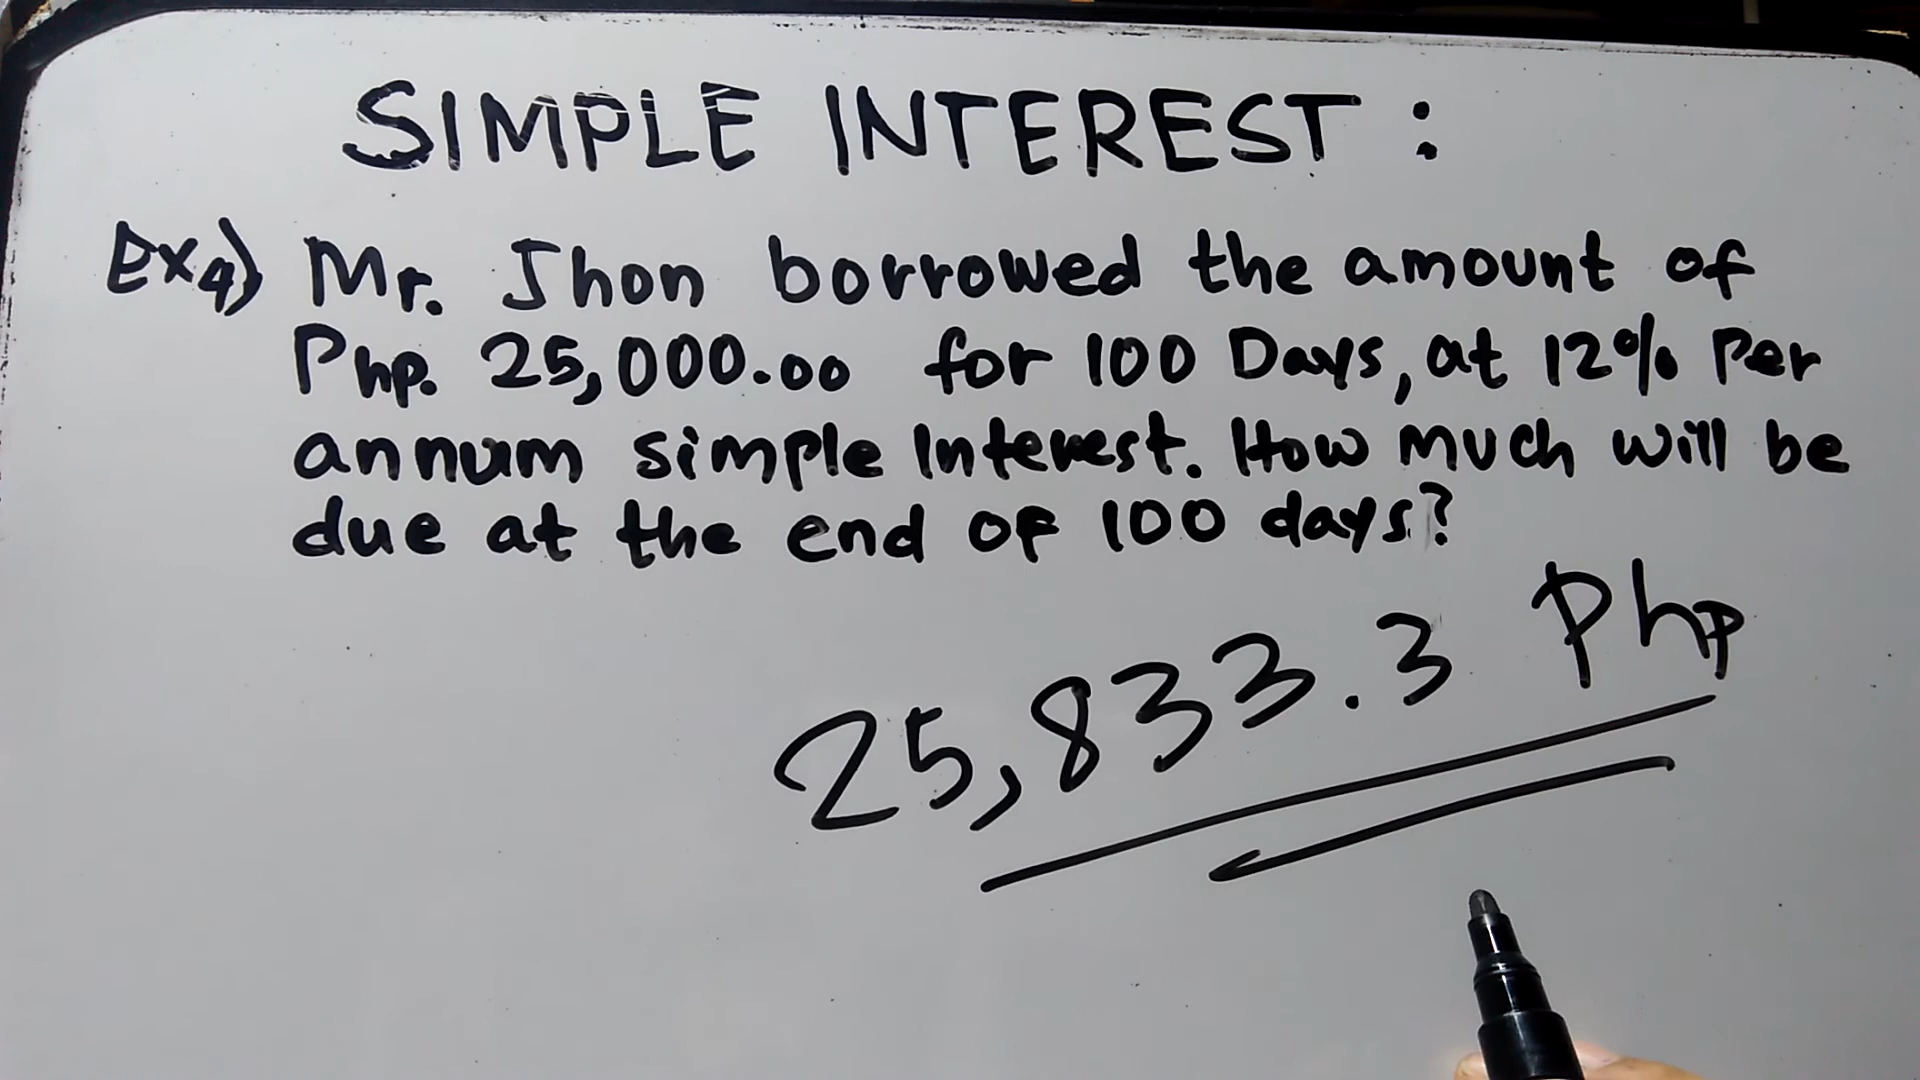 SIMPLE INTEREST:
Ex4) Mr. Jhon borrowed the amount of
Php. 25,000.00 for 100 Days, at 12% Per
annum simple Interest. How much will be
due at the end of 100 days?
25,833.3 Php